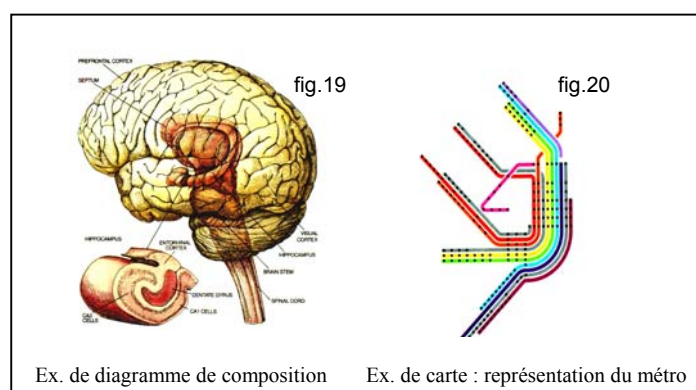 PREFRONTAL CORTEX
SEPTUM
fig.19
fig.20
HIPPOCAMPUS
ENTORHINAL
CORTEX
VISUAL
CORTEX
HIPPOCAMPUS
BRAIN STEM
SPINAL CORD
DENTATE GYRUS
CA1 CELLS
CA3
CELLS
Ex. de diagramme de composition
Ex. de carte : représentation du métro